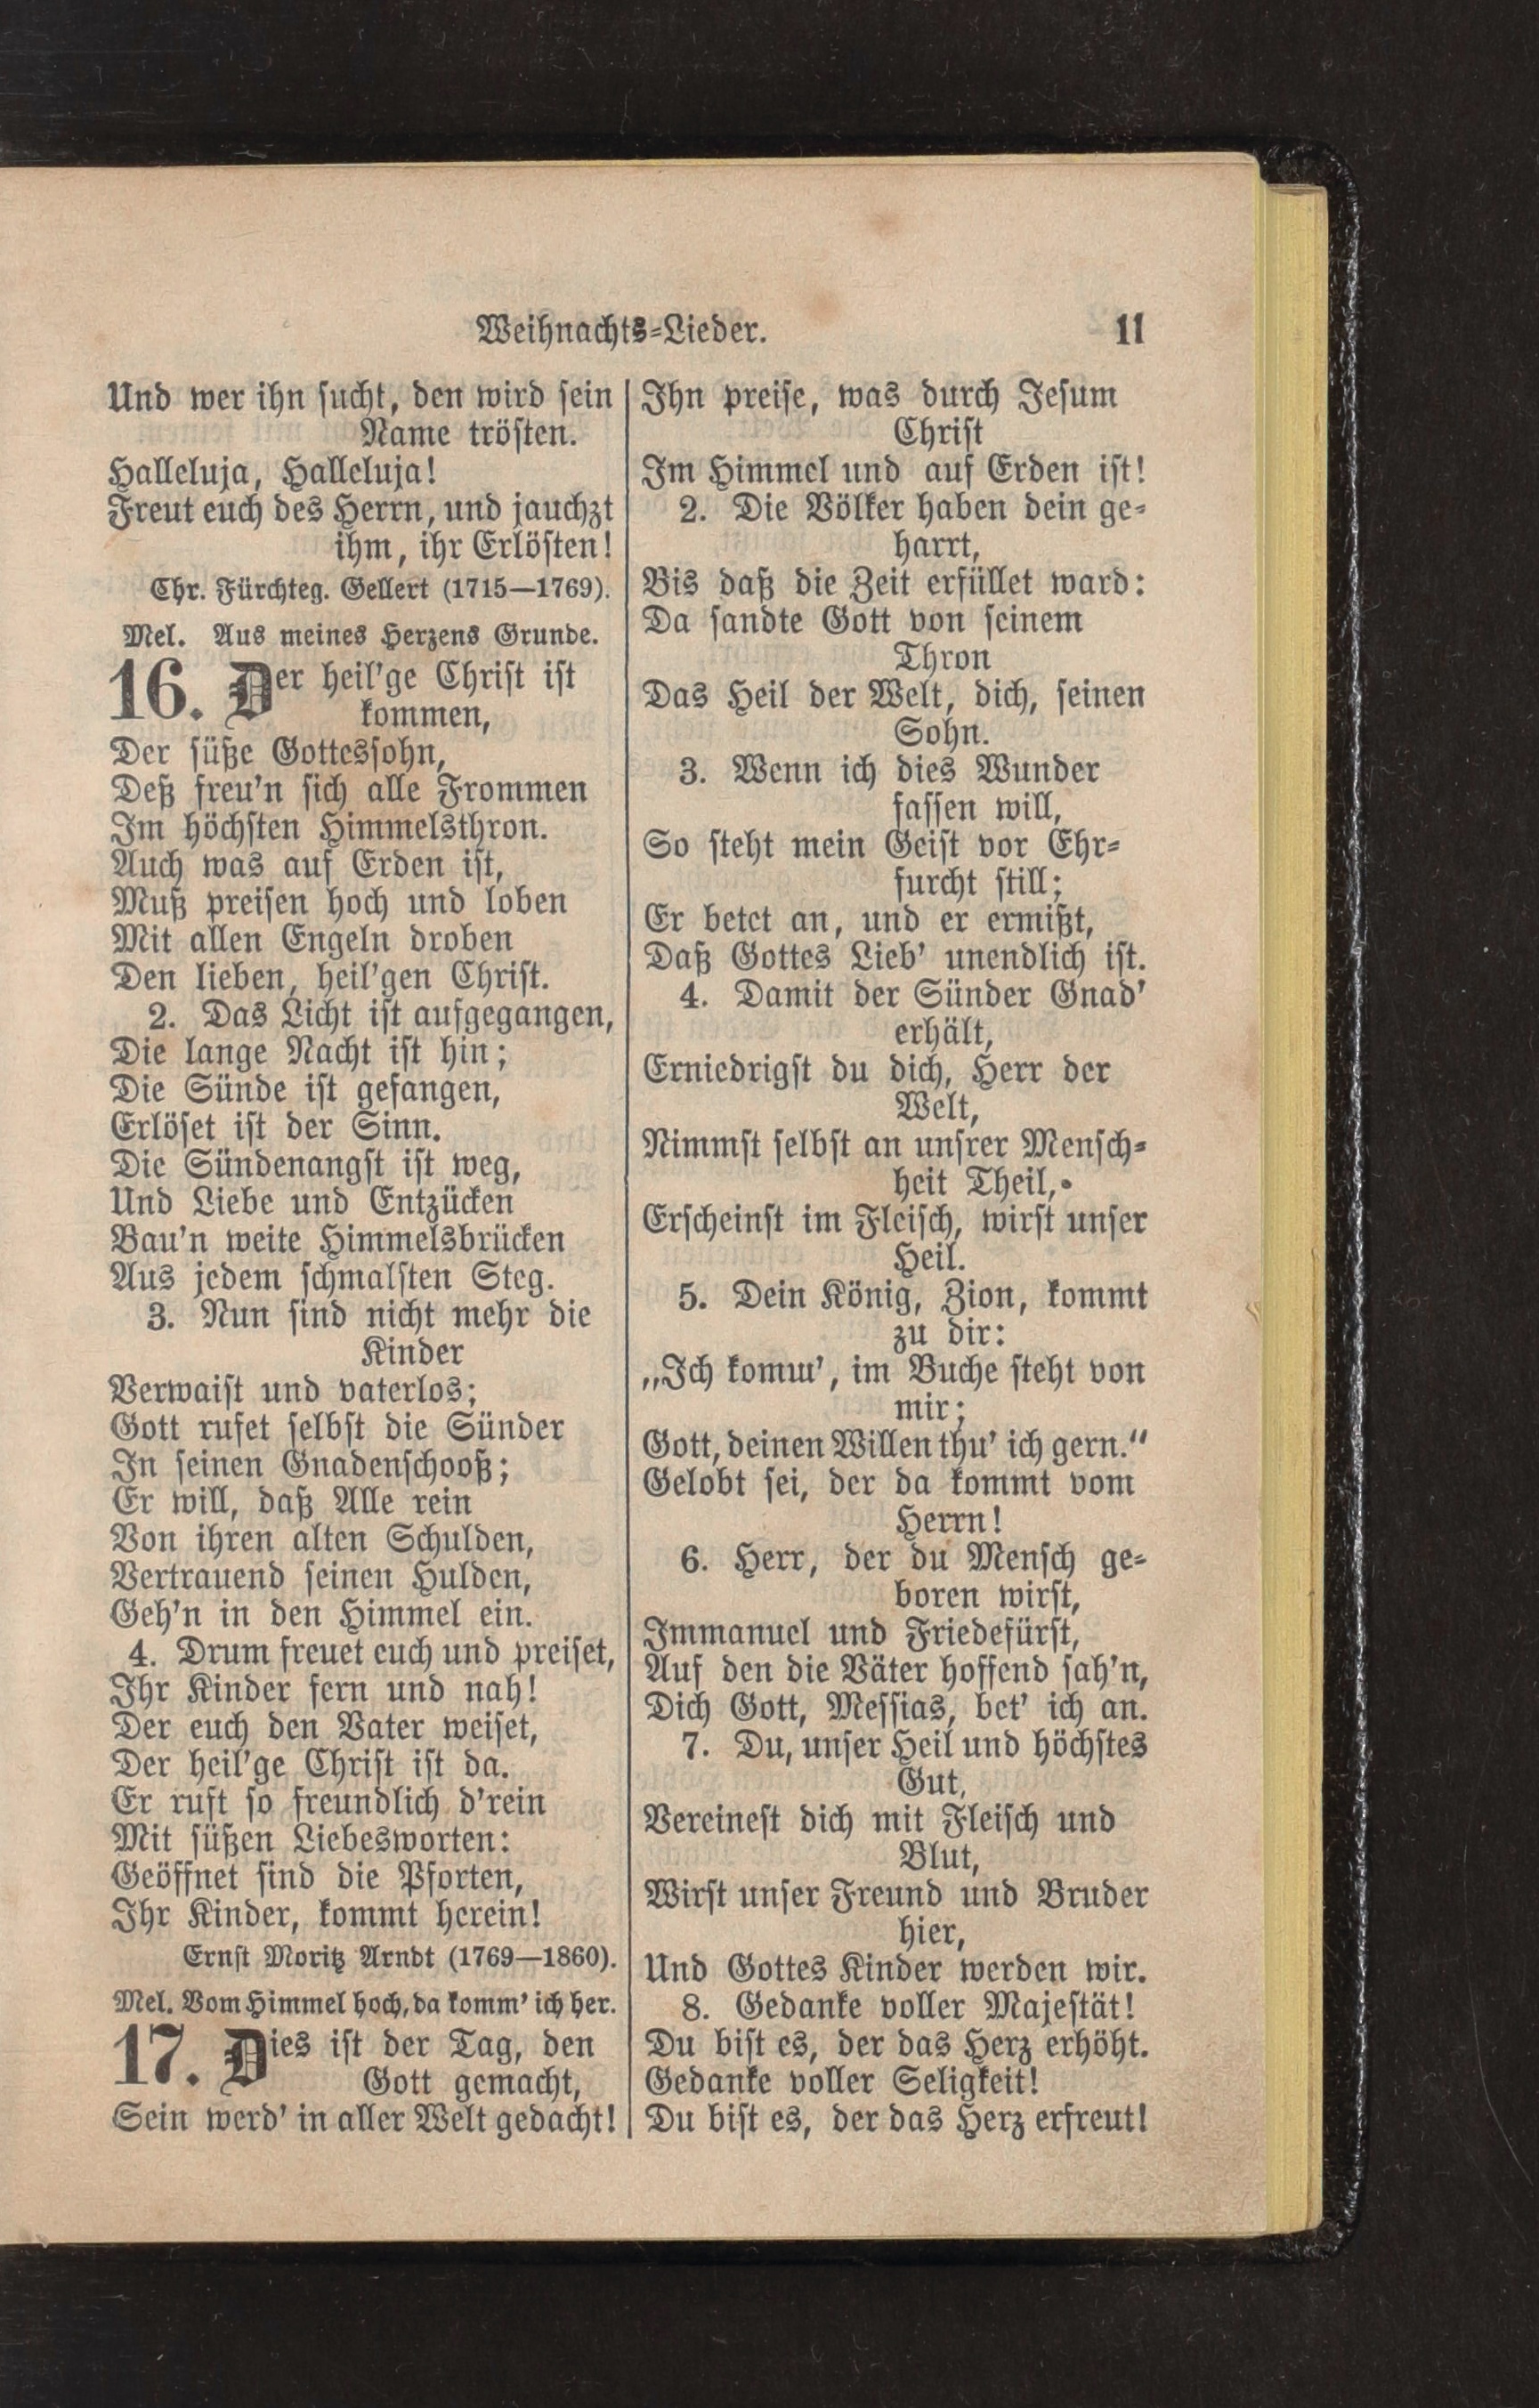 Weihnachts-Lieder.
11
Und wer ihn sucht, den wird sein
Name trösten.
Halleluja, Halleluja!
Freut euch des Herrn, und jauchzt
ihm, ihr Erlösten!
Chr. Fürchteg. Gellert (1715—1769).
Mel. Aus meines Herzens Grunde.
16. Der heil'ge Christ ist
kommen,
Der süße Gottessohn,
Deß freu'n sich alle Frommen
Im höchsten Himmelsthron.
Auch was auf Erden ist,
Muß preisen hoch und loben
Mit allen Engeln droben
Den lieben, heil'gen Christ.
2. Das Licht ist aufgegangen,
Die lange Nacht ist hin;
Die Sünde ist gefangen,
Erlöset ist der Sinn.
Die Sündenangst ist weg,
Und Liebe und Entzücken
Bau'n weite Himmelsbrücken
Aus jedem schmalsten Steg.
3. Nun sind nicht mehr die
Kinder
Verwaist und vaterlos;
Gott rufet selbst die Sünder
In seinen Gnadenschooß;
Er will, daß Alle rein
Von ihren alten Schulden,
Vertrauend seinen Hulden,
Geh'n in den Himmel ein.
4. Drum freuet euch und preiset,
Ihr Kinder fern und nah!
Der euch den Vater weiset,
Der heil'ge Christ ist da.
Er ruft so freundlich d'rein
Mit süßen Liebesworten:
Geöffnet sind die Pforten,
Ihr Kinder, kommt herein!
Ernst Moritz Arndt (1769—1860).
Mel. Vom Himmel hoch, da komm' ich her.
17. Dies ist der Tag, den
Gott gemacht,
Sein werd' in aller Welt gedacht!
Ihn preise, was durch Jesum
Christ
Im Himmel und auf Erden ist!
2. Die Völker haben dein ge-
harrt,
Bis daß die Zeit erfüllet ward:
Da sandte Gott von seinem
Thron
Das Heil der Welt, dich, seinen
Sohn.
3. Wenn ich dies Wunder
fassen will,
So steht mein Geist vor Ehr-
furcht still;
Er betet an, und er ermißt,
Daß Gottes Lieb' unendlich ist.
4. Damit der Sünder Gnad'
erhält,
Erniedrigst du dich, Herr der
Welt,
Nimmst selbst an unsrer Mensch-
heit Theil,
Erscheinst im Fleisch, wirst unser
Heil.
5. Dein König, Zion, kommt
zu dir:
„Ich komm', im Buche steht von
mir;
Gott, deinen Willen thu' ich gern.“
Gelobt sei, der da kommt vom
Herrn!
6. Herr, der du Mensch ge-
boren wirst,
Immanuel und Friedefürst,
Auf den die Väter hoffend sah'n,
Dich Gott, Messias, bet' ich an.
7. Du, unser Heil und höchstes
Gut,
Vereinest dich mit Fleisch und
Blut,
Wirst unser Freund und Bruder
hier,
Und Gottes Kinder werden wir.
8. Gedanke voller Majestät!
Du bist es, der das Herz erhöht.
Gedanke voller Seligkeit!
Du bist es, der das Herz erfreut!